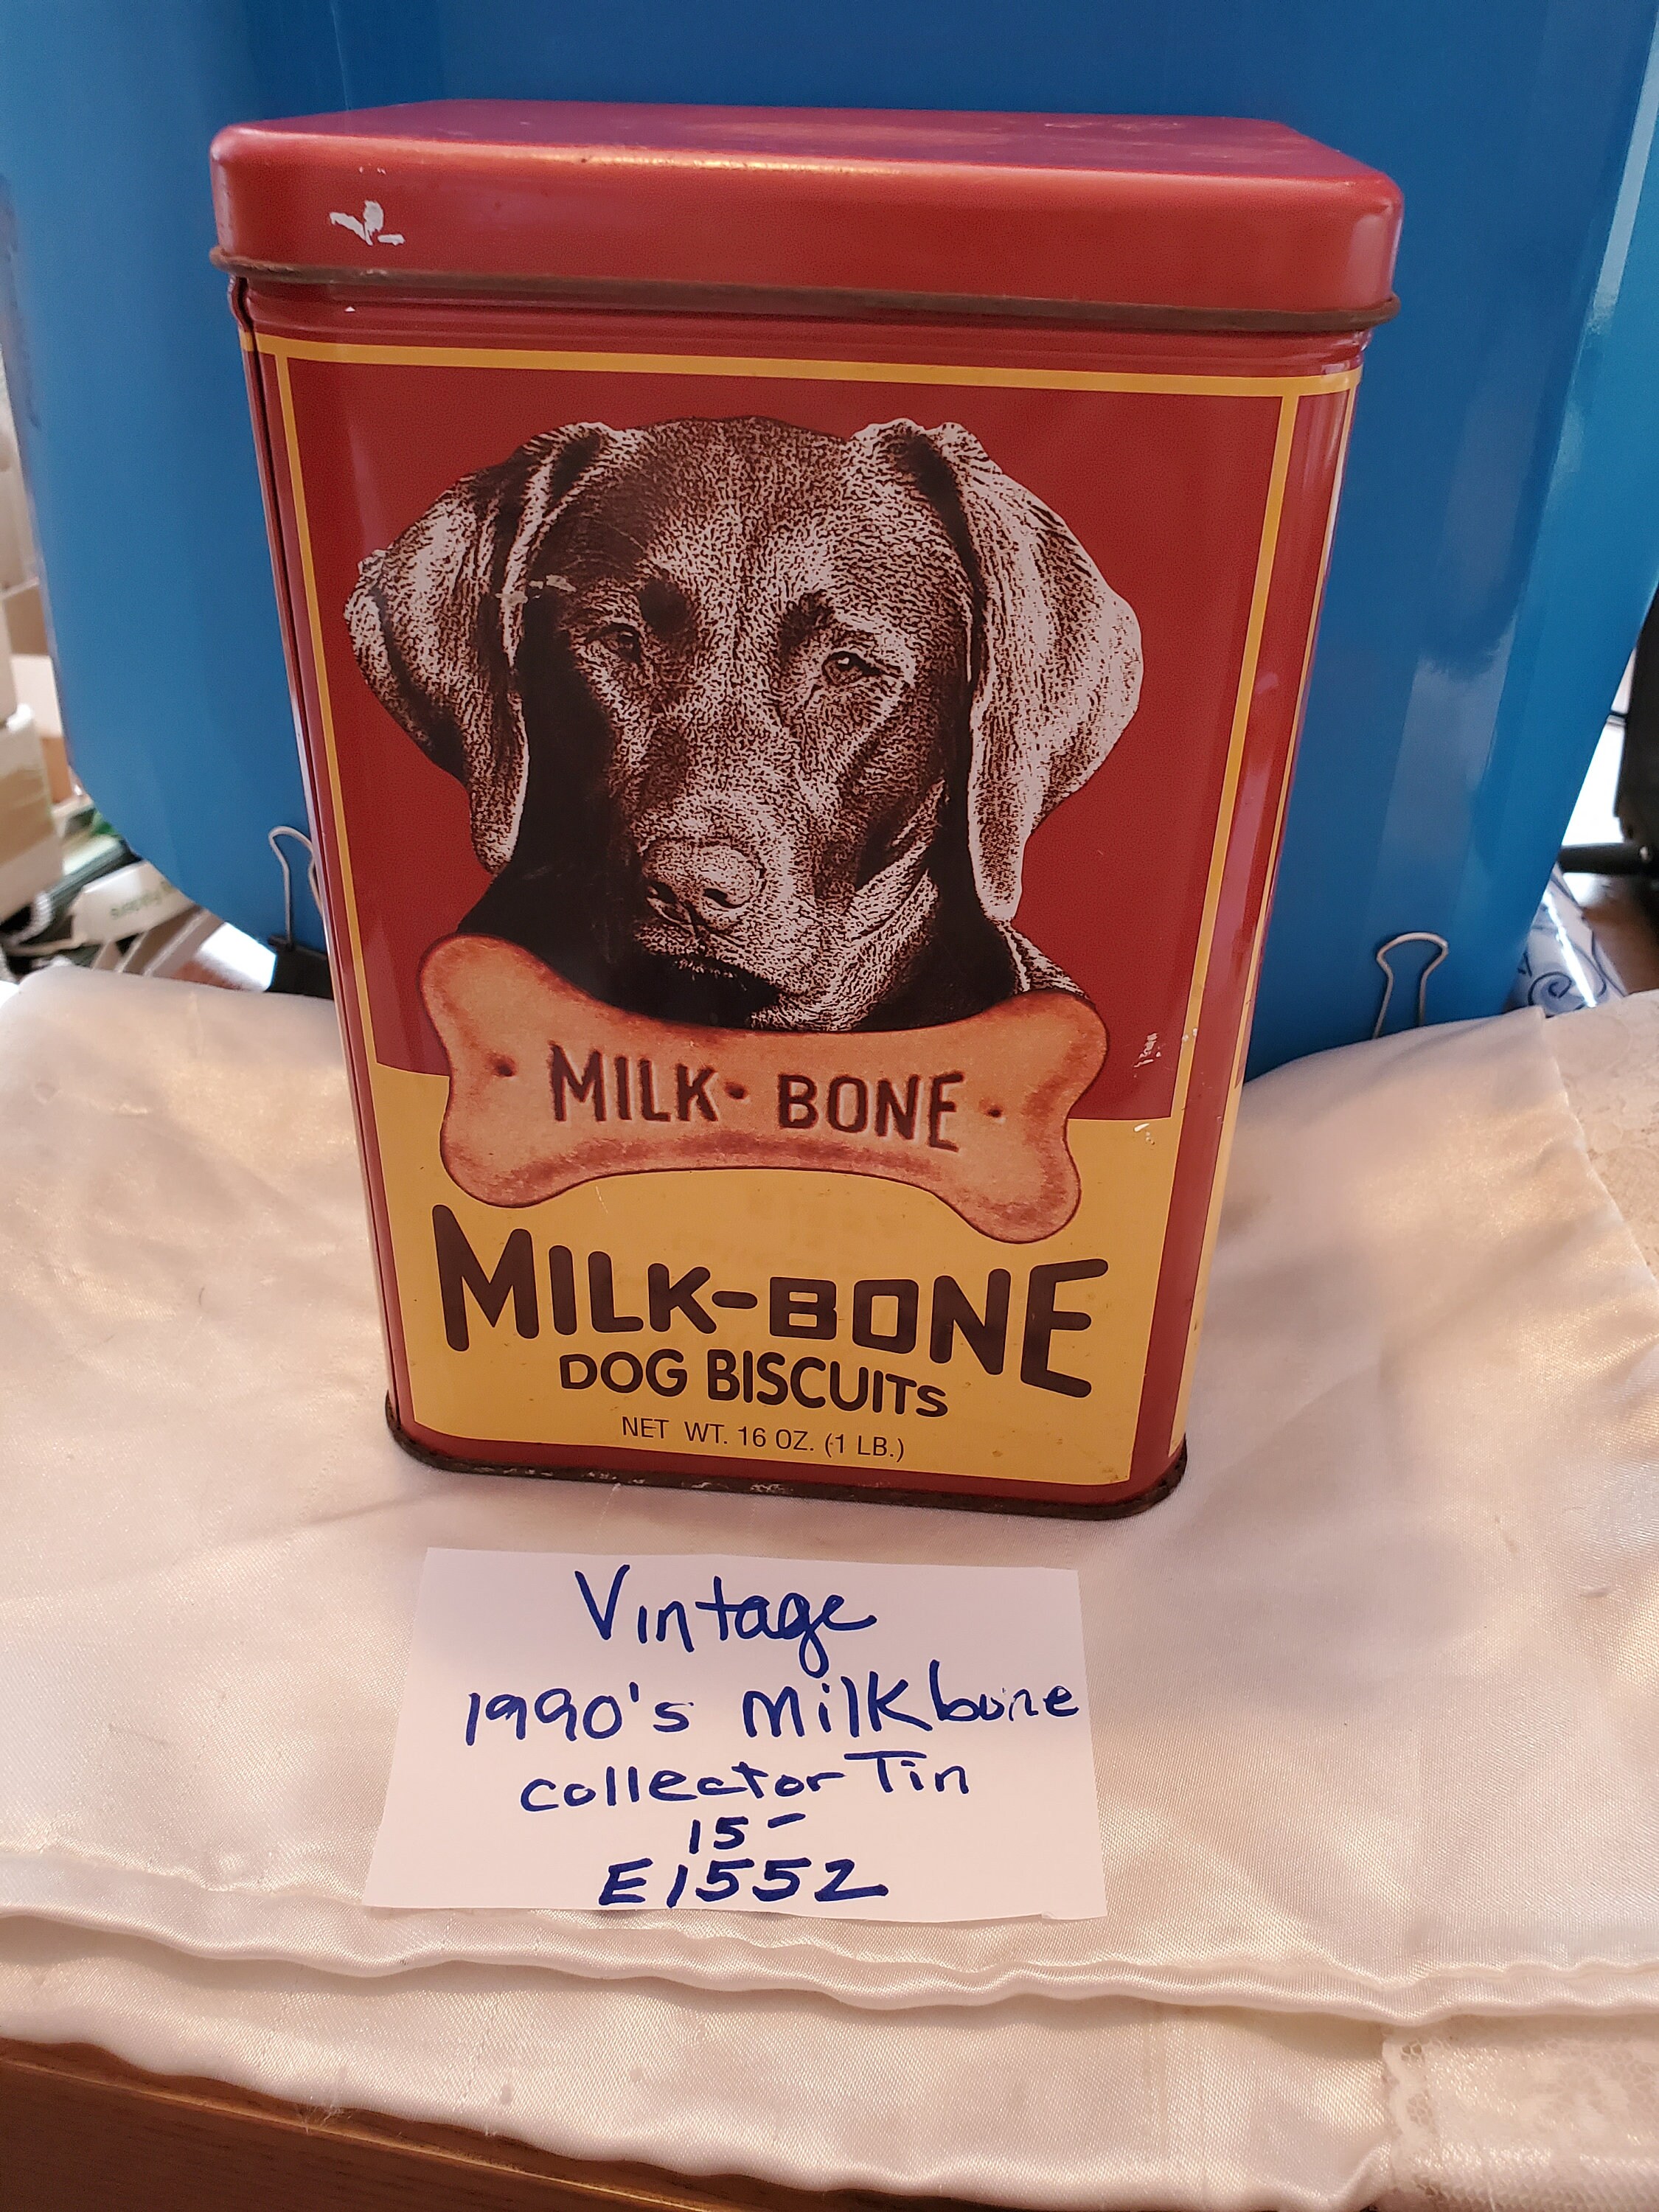 MILK · BONE ·
MILK-BONE
DOG BISCUITS
NET WT. 16 OZ. (1 LB.)
Vintage
1990's Milkbone
collector Tin
15-
E1552